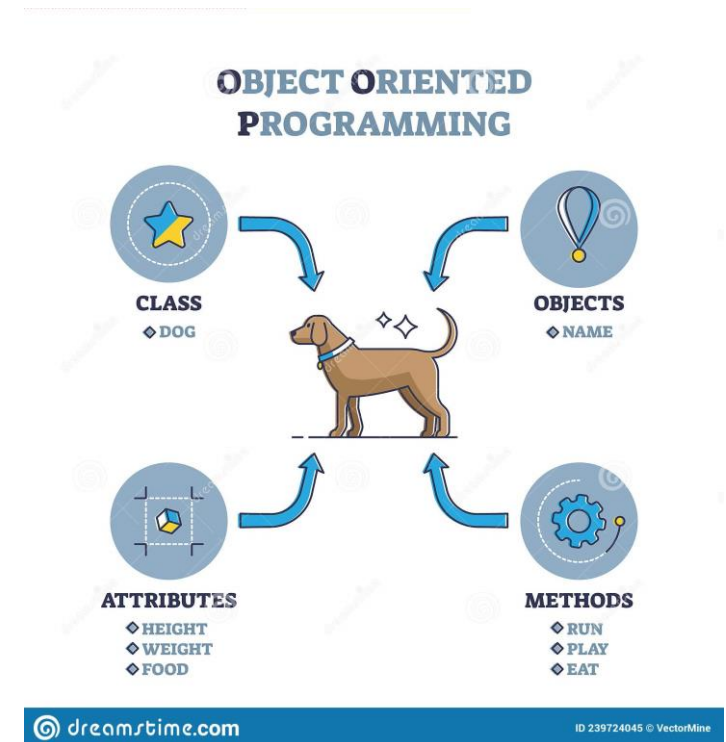 OBJECT ORIENTED
PROGRAMMING
CLASS
DOG
OBJECTS
NAME
ATTRIBUTES
HEIGHT
WEIGHT
FOOD
METHODS
RUN
PLAY
EAT
dreamstime.com
ID 239724045 © VectorMine